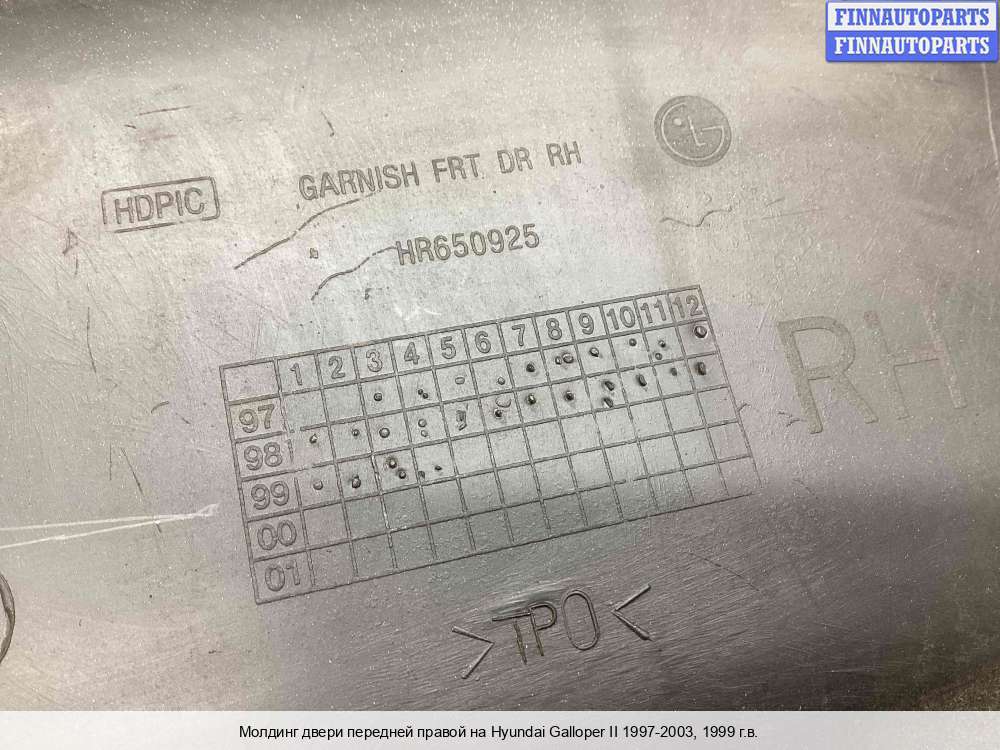 FINNAUTOPARTS
FINNAUTOPARTS
HDPIC
GARNISH FRT DR RH
LG
HR650925
1 2 3 4 5 6 7 8 9 10 11 12
97
98
99
00
01
RH
>TPO<
Молдинг двери передней правой на Hyundai Galloper II 1997-2003, 1999 г.в.